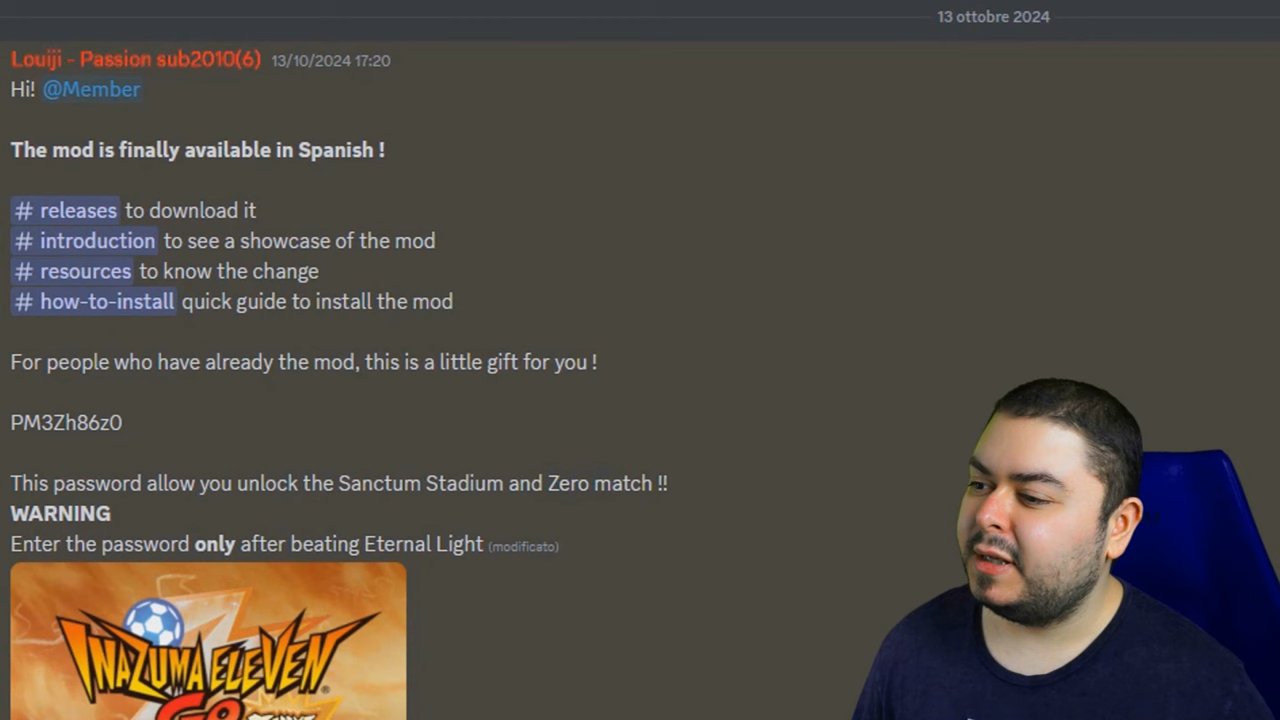 13 ottobre 2024
Louiji - Passion sub2010(6) 13/10/2024 17:20
Hi! @Member
The mod is finally available in Spanish !
# releases to download it
# introduction to see a showcase of the mod
# resources to know the change
# how-to-install quick guide to install the mod
For people who have already the mod, this is a little gift for you !
PM3Zh86z0
This password allow you unlock the Sanctum Stadium and Zero match !!
WARNING
Enter the password only after beating Eternal Light (modificato)
INAZUMA ELEVEN
GO